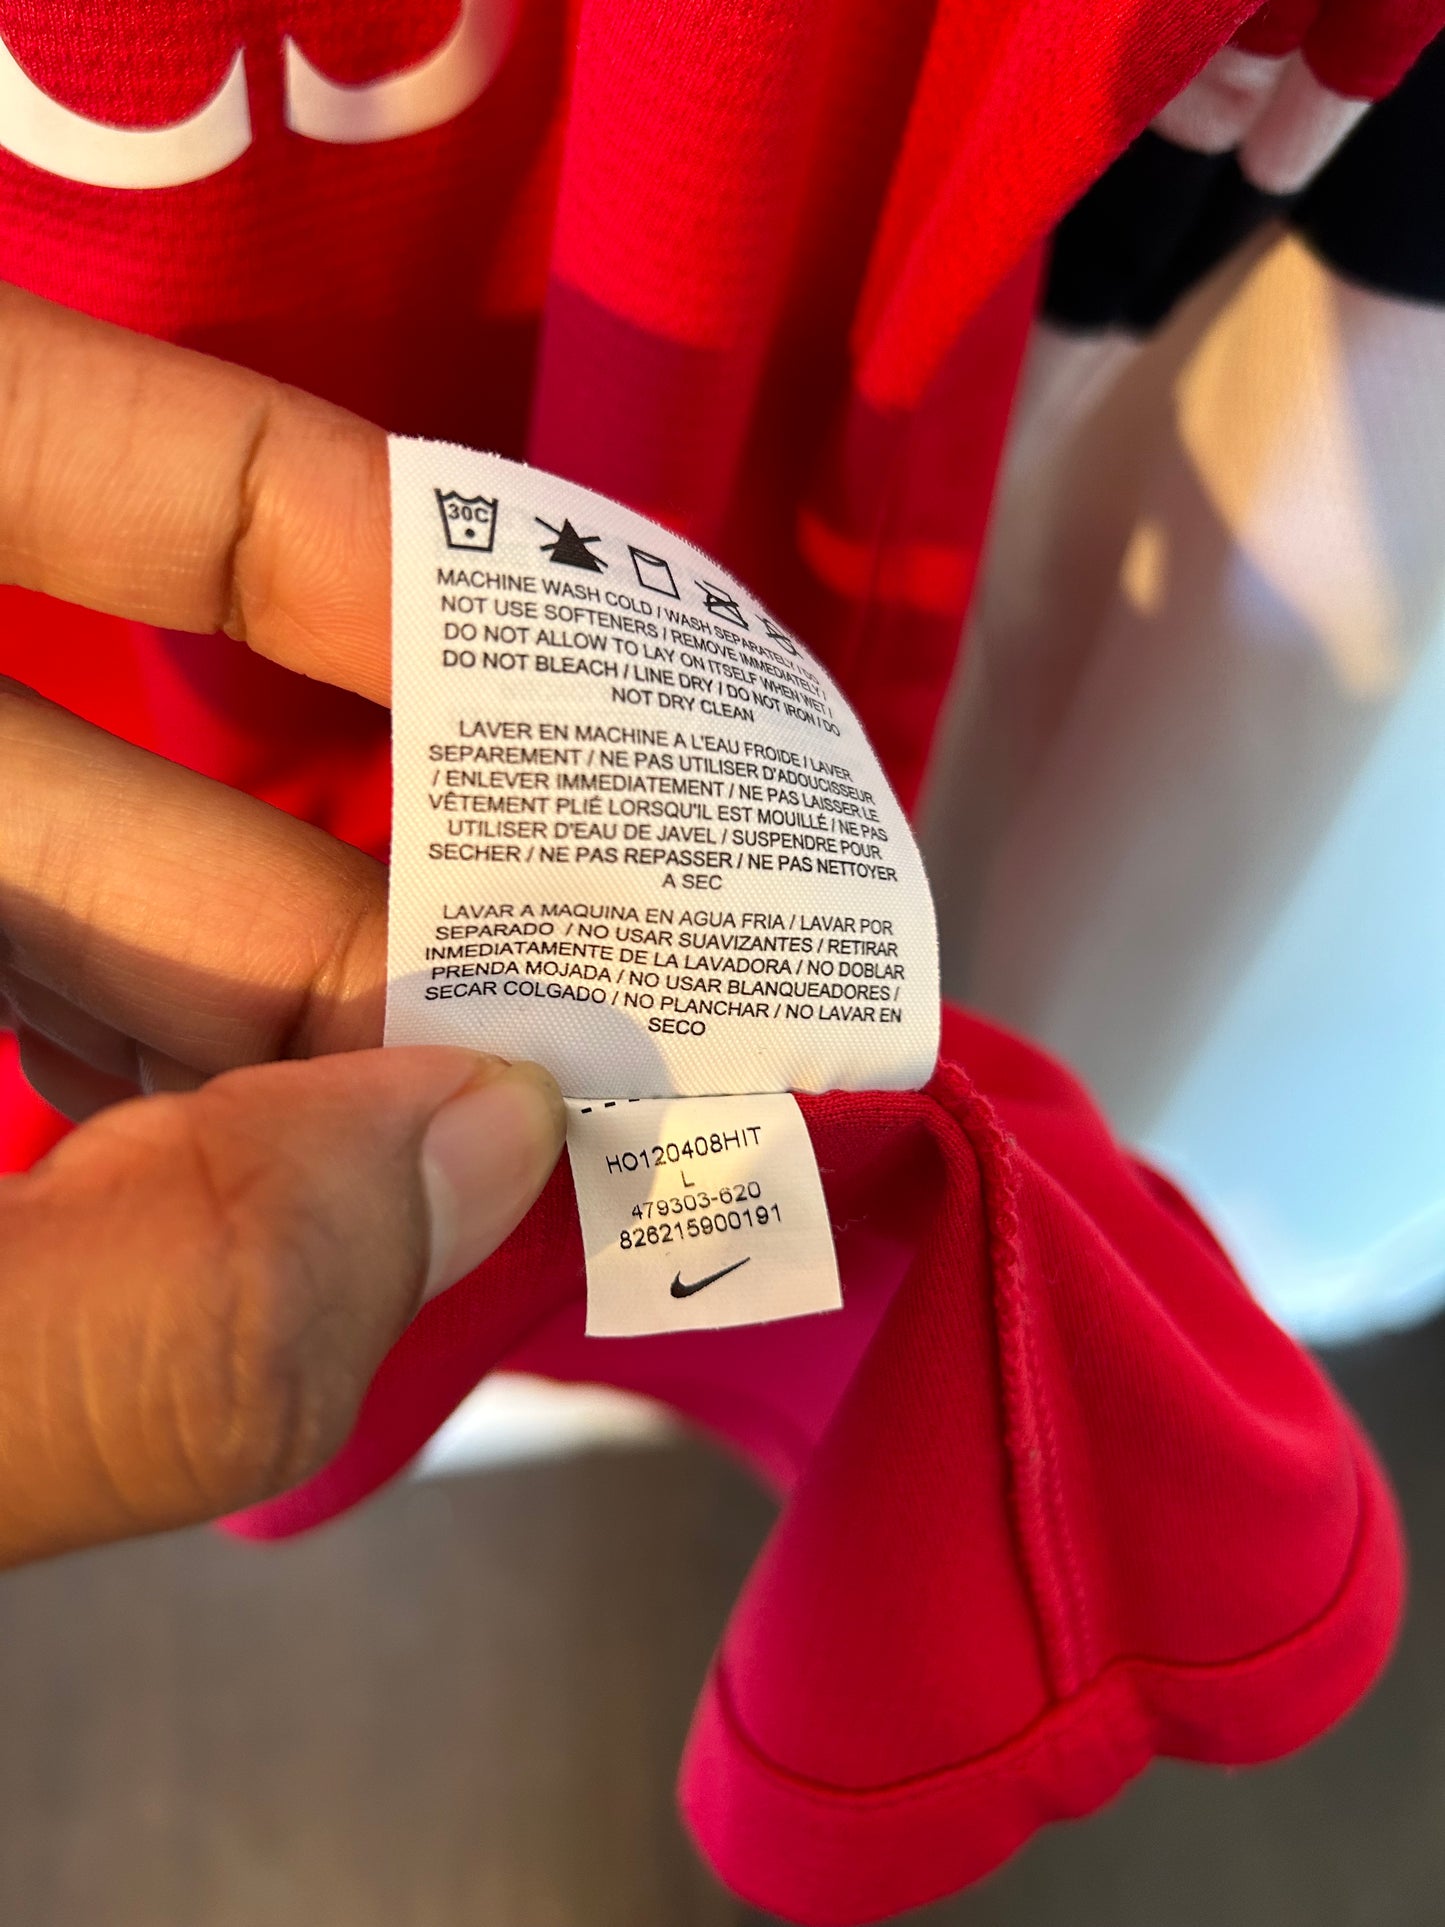 30C
MACHINE WASH COLD / WASH SEPARATELY / DO
NOT USE SOFTENERS / REMOVE IMMEDIATELY /
DO NOT ALLOW TO LAY ON ITSELF WHEN WET /
DO NOT BLEACH / LINE DRY / DO NOT IRON / DO
NOT DRY CLEAN
LAVER EN MACHINE A L'EAU FROIDE / LAVER
SEPAREMENT / NE PAS UTILISER D'ADOUCISSEUR
/ ENLEVER IMMEDIATEMENT / NE PAS LAISSER LE
VÊTEMENT PLIÉ LORSQU'IL EST MOUILLÉ / NE PAS
UTILISER D'EAU DE JAVEL / SUSPENDRE POUR
SECHER / NE PAS REPASSER / NE PAS NETTOYER
A SEC
LAVAR A MAQUINA EN AGUA FRIA / LAVAR POR
SEPARADO / NO USAR SUAVIZANTES / RETIRAR
INMEDIATAMENTE DE LA LAVADORA / NO DOBLAR
PRENDA MOJADA / NO USAR BLANQUEADORES /
SECAR COLGADO / NO PLANCHAR / NO LAVAR EN
SECO
HO120408HIT
L
479303-620
826215900191